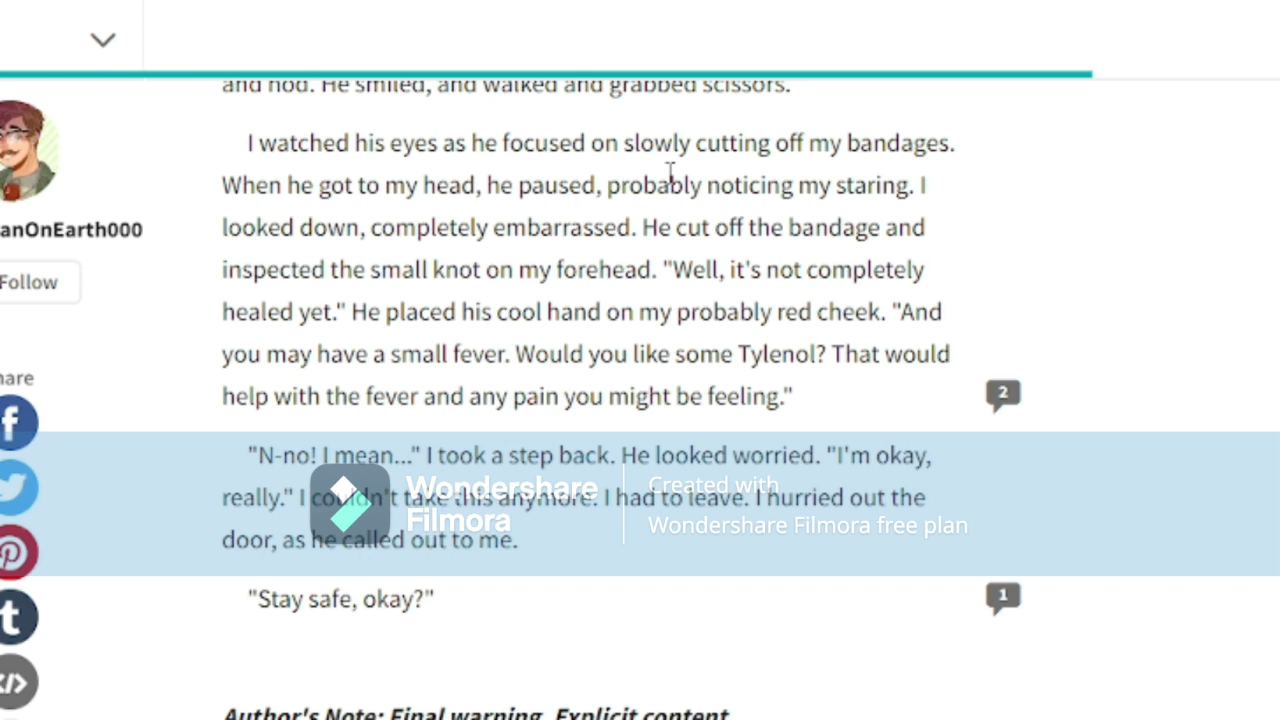 and nod. He smiled, and walked and grabbed scissors.
I watched his eyes as he focused on slowly cutting off my bandages.
When he got to my head, he paused, probably noticing my staring. I
looked down, completely embarrassed. He cut off the bandage and
inspected the small knot on my forehead. "Well, it's not completely
healed yet." He placed his cool hand on my probably red cheek. "And
you may have a small fever. Would you like some Tylenol? That would
help with the fever and any pain you might be feeling."
2
"N-no! I mean..." I took a step back. He looked worried. "I'm okay,
really." I couldn't take this anymore. I had to leave. I hurried out the
door, as he called out to me.
"Stay safe, okay?"
1
Author's Note: Final warning. Explicit content
anOnEarth000
Follow
hare
Wondershare
Filmora
Created with
Wondershare Filmora free plan